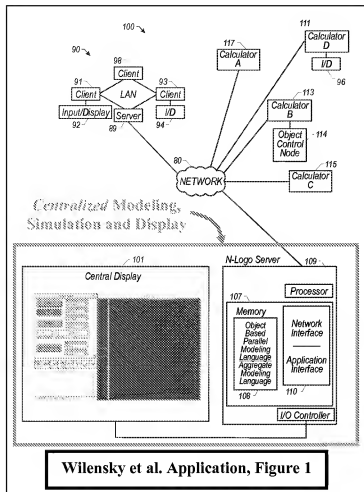 100
90
98
Client
91
Client
LAN
93
Client
Input/Display
92
Server
89
I/D
94
117
Calculator
A
111
Calculator
D
I/D
96
113
Calculator
B
Object
Control
Node
114
115
Calculator
C
80
NETWORK
Centralized Modeling,
Simulation and Display
101
Central Display
N-Logo Server
109
Processor
107
Memory
Object
Based
Parallel
Modeling
Language
Aggregate
Modeling
Language
108
Network
Interface
Application
Interface
110
I/O Controller
Wilensky et al. Application, Figure 1